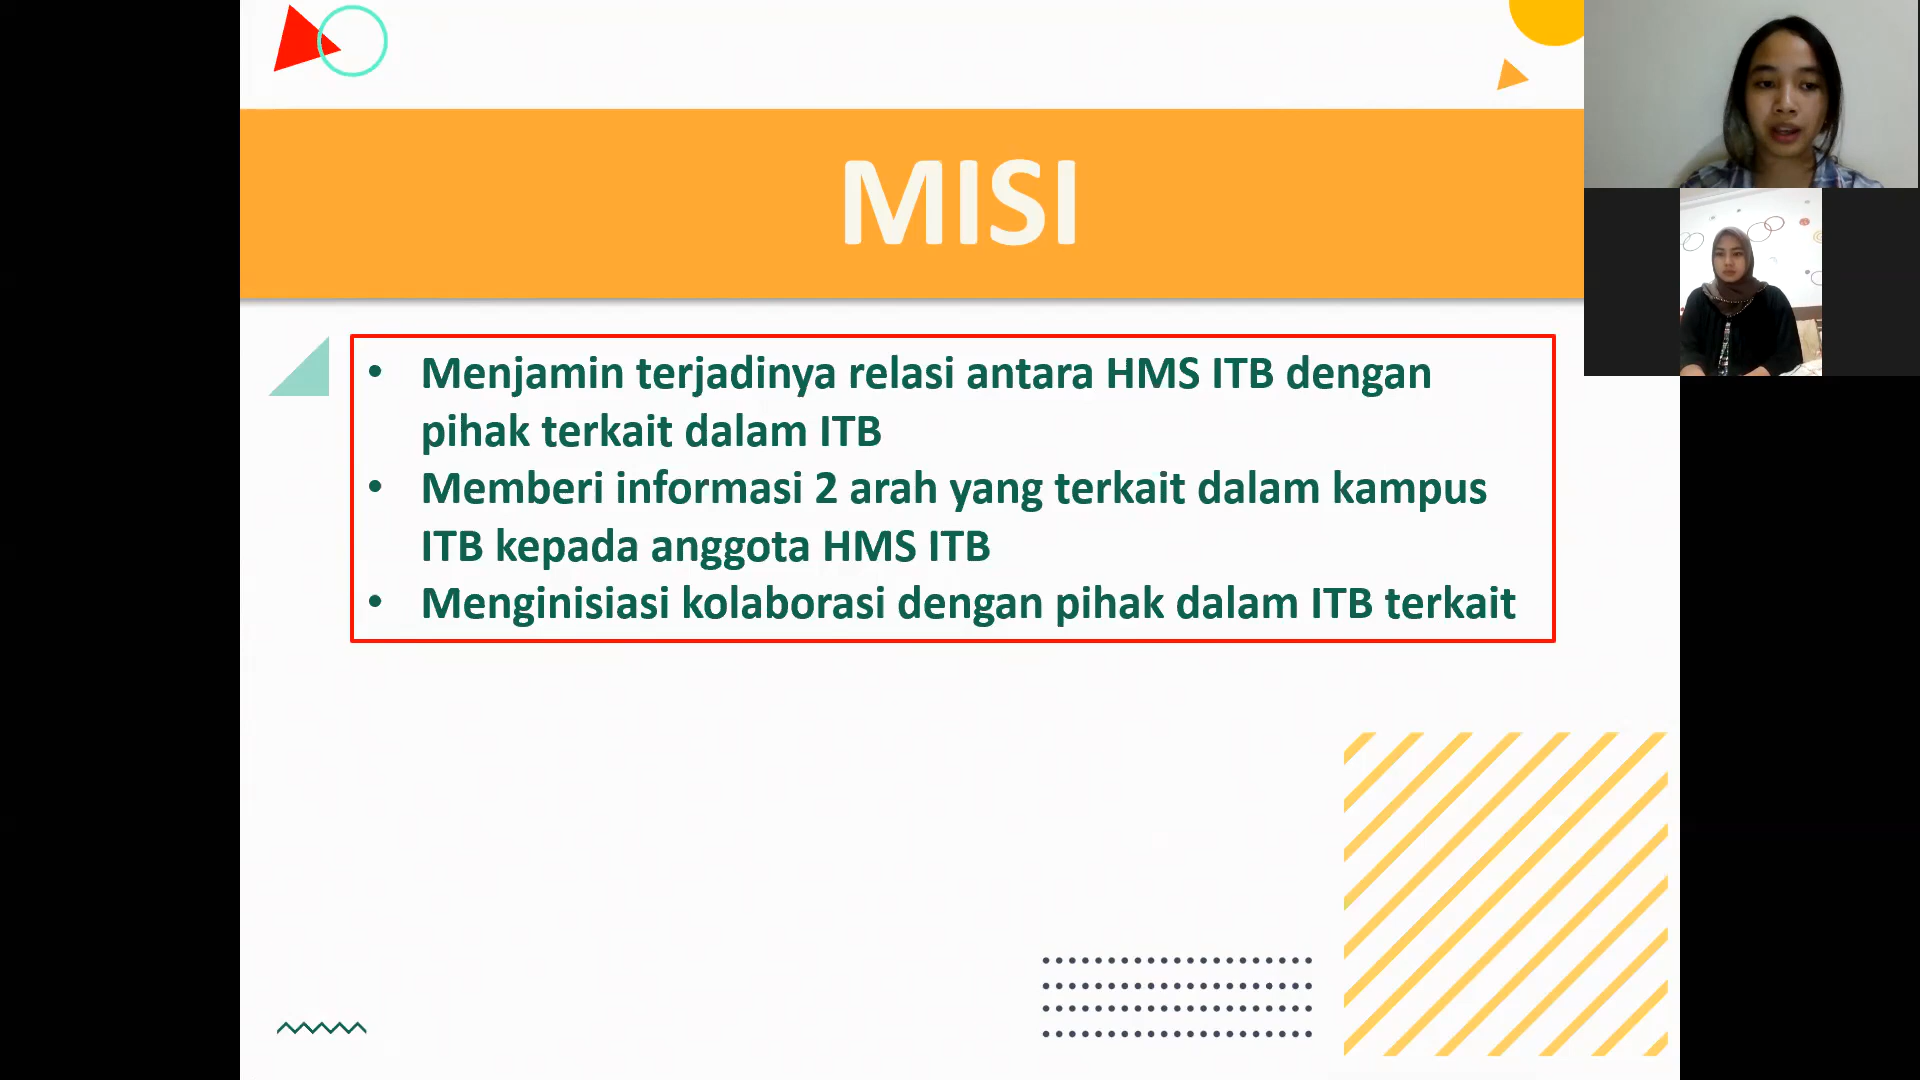 MISI
• Menjamin terjadinya relasi antara HMS ITB dengan
pihak terkait dalam ITB
• Memberi informasi 2 arah yang terkait dalam kampus
ITB kepada anggota HMS ITB
• Menginisiasi kolaborasi dengan pihak dalam ITB terkait